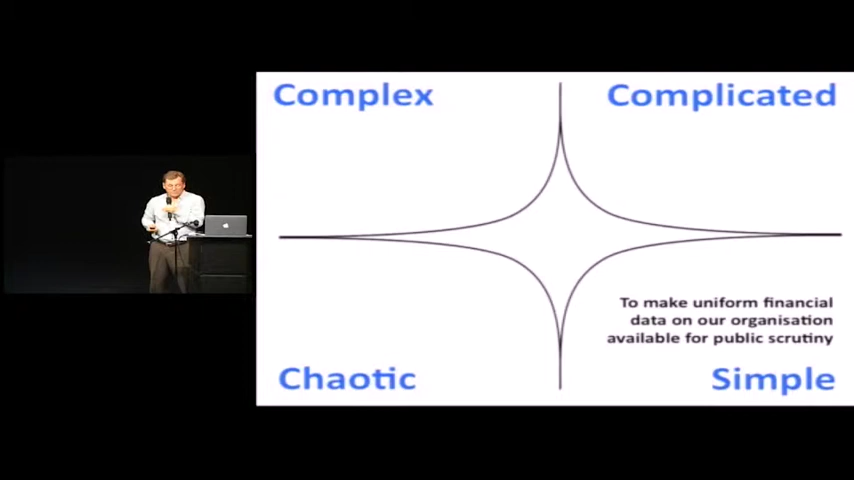 Complex
Complicated
To make uniform financial
data on our organisation
available for public scrutiny
Chaotic
Simple